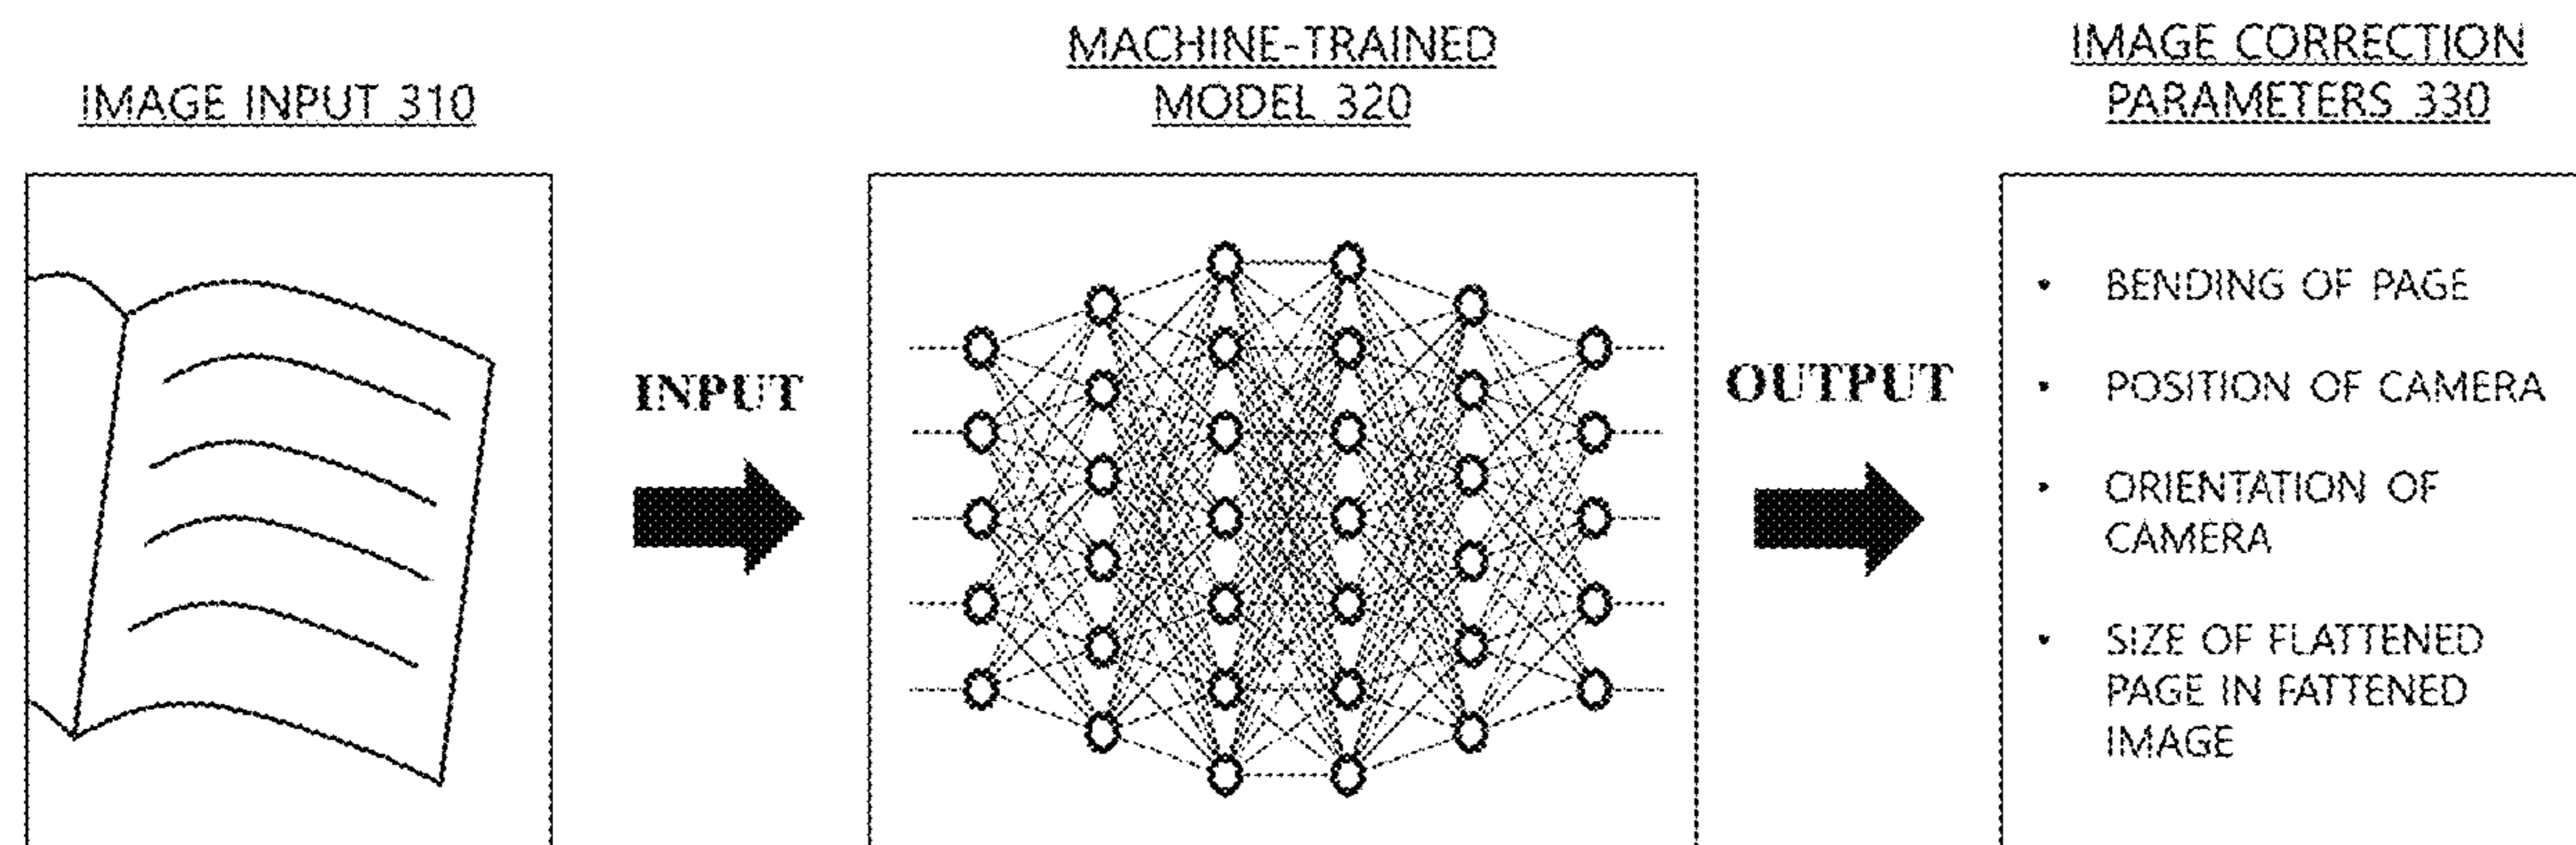 IMAGE INPUT 310
MACHINE-TRAINED
MODEL 320
IMAGE CORRECTION
PARAMETERS 330
INPUT
OUTPUT
• BENDING OF PAGE
• POSITION OF CAMERA
• ORIENTATION OF
CAMERA
• SIZE OF FLATTENED
PAGE IN FATTENED
IMAGE